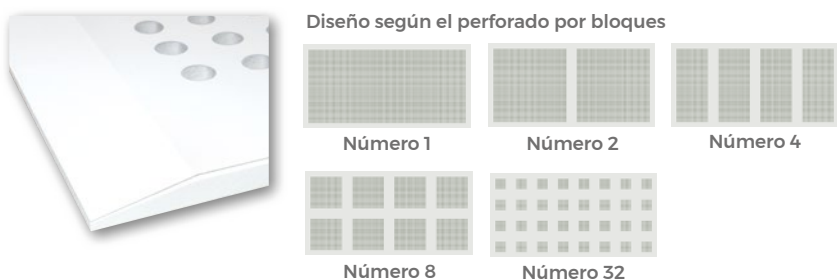 Diseño según el perforado por bloques
Número 1
Número 2
Número 4
Número 8
Número 32